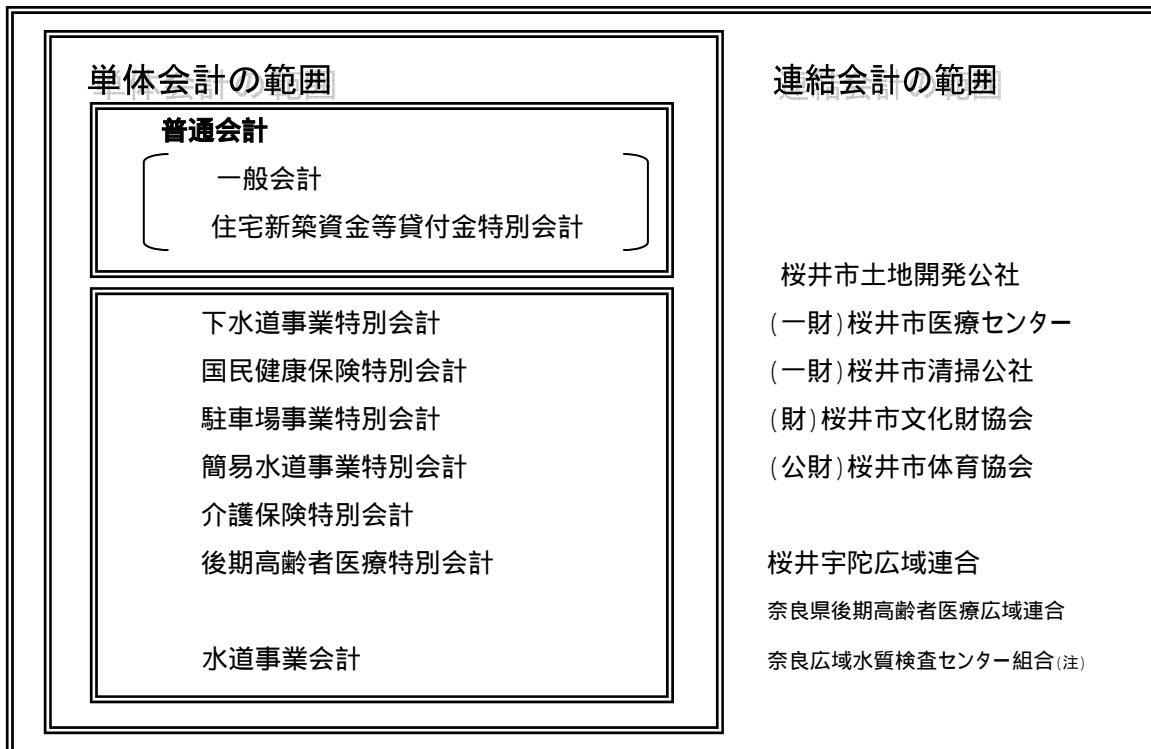 単体会計の範囲
普通会計
一般会計
住宅新築資金等貸付金特別会計
下水道事業特別会計
国民健康保険特別会計
駐車場事業特別会計
簡易水道事業特別会計
介護保険特別会計
後期高齢者医療特別会計
水道事業会計
連結会計の範囲
桜井市土地開発公社
(一財)桜井市医療センター
(一財)桜井市清掃公社
(財)桜井市文化財協会
(公財)桜井市体育協会
桜井宇陀広域連合
奈良県後期高齢者医療広域連合
奈良広域水質検査センター組合(注)